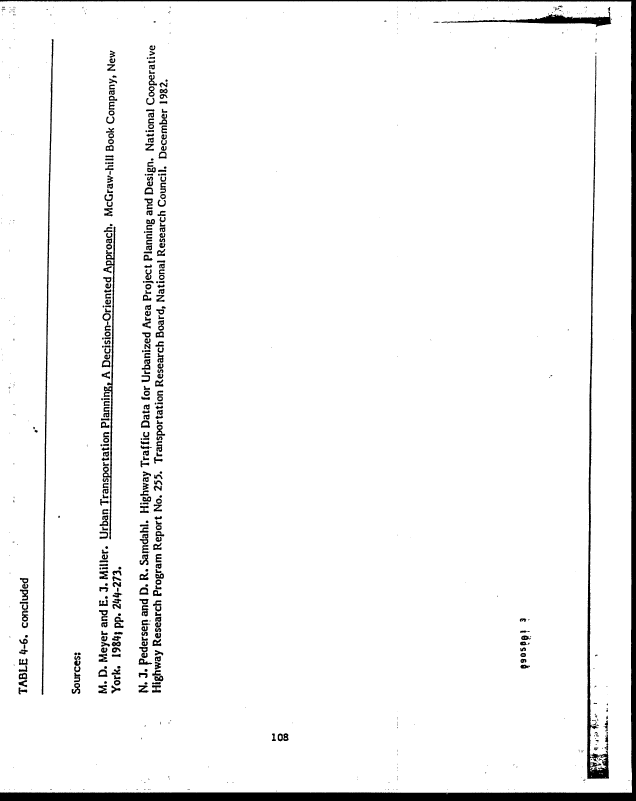 TABLE 4-6. concluded
Sources:
M. D. Meyer and E. J. Miller. Urban Transportation Planning, A Decision-Oriented Approach. McGraw-hill Book Company, New
York. 1984; pp. 244-273.
N. J. Pedersen and D. R. Samdahl. Highway Traffic Data for Urbanized Area Project Planning and Design. National Cooperative
Highway Research Program Report No. 255. Transportation Research Board, National Research Council. December 1982.
108